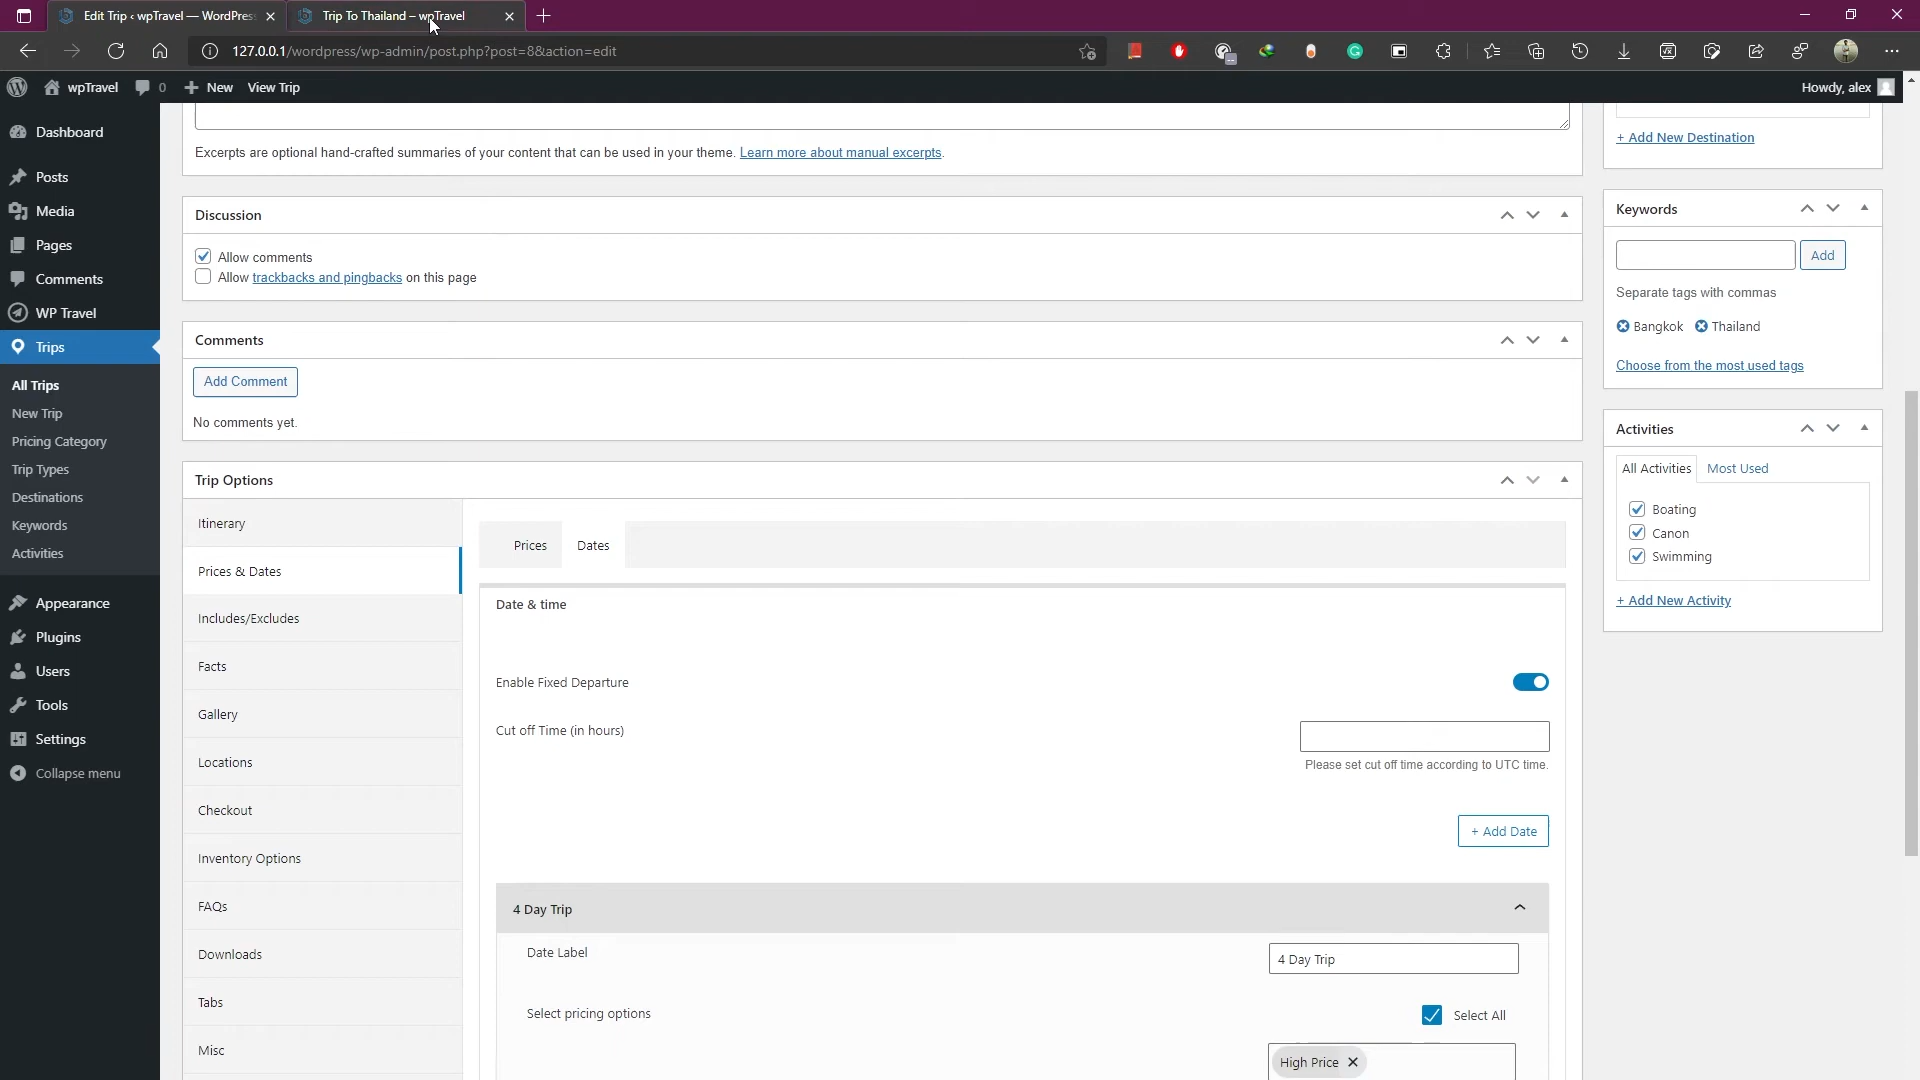 Edit Trip ‹ wpTravel — WordPress
Trip To Thailand – wpTravel
127.0.0.1/wordpress/wp-admin/post.php?post=8&action=edit
wpTravel
0
New
View Trip
Howdy, alex
Dashboard
Posts
Media
Pages
Comments
WP Travel
Trips
All Trips
New Trip
Pricing Category
Trip Types
Destinations
Keywords
Activities
Appearance
Plugins
Users
Tools
Settings
Collapse menu
Excerpts are optional hand-crafted summaries of your content that can be used in your theme. Learn more about manual excerpts.
Discussion
Allow comments
Allow trackbacks and pingbacks on this page
Comments
Add Comment
No comments yet.
Trip Options
Itinerary
Prices & Dates
Includes/Excludes
Facts
Gallery
Locations
Checkout
Inventory Options
FAQs
Downloads
Tabs
Misc
Prices
Dates
Date & time
Enable Fixed Departure
Cut off Time (in hours)
Please set cut off time according to UTC time.
+ Add Date
4 Day Trip
Date Label
4 Day Trip
Select pricing options
Select All
High Price
+ Add New Destination
Keywords
Add
Separate tags with commas
Bangkok
Thailand
Choose from the most used tags
Activities
All Activities
Most Used
Boating
Canon
Swimming
+ Add New Activity